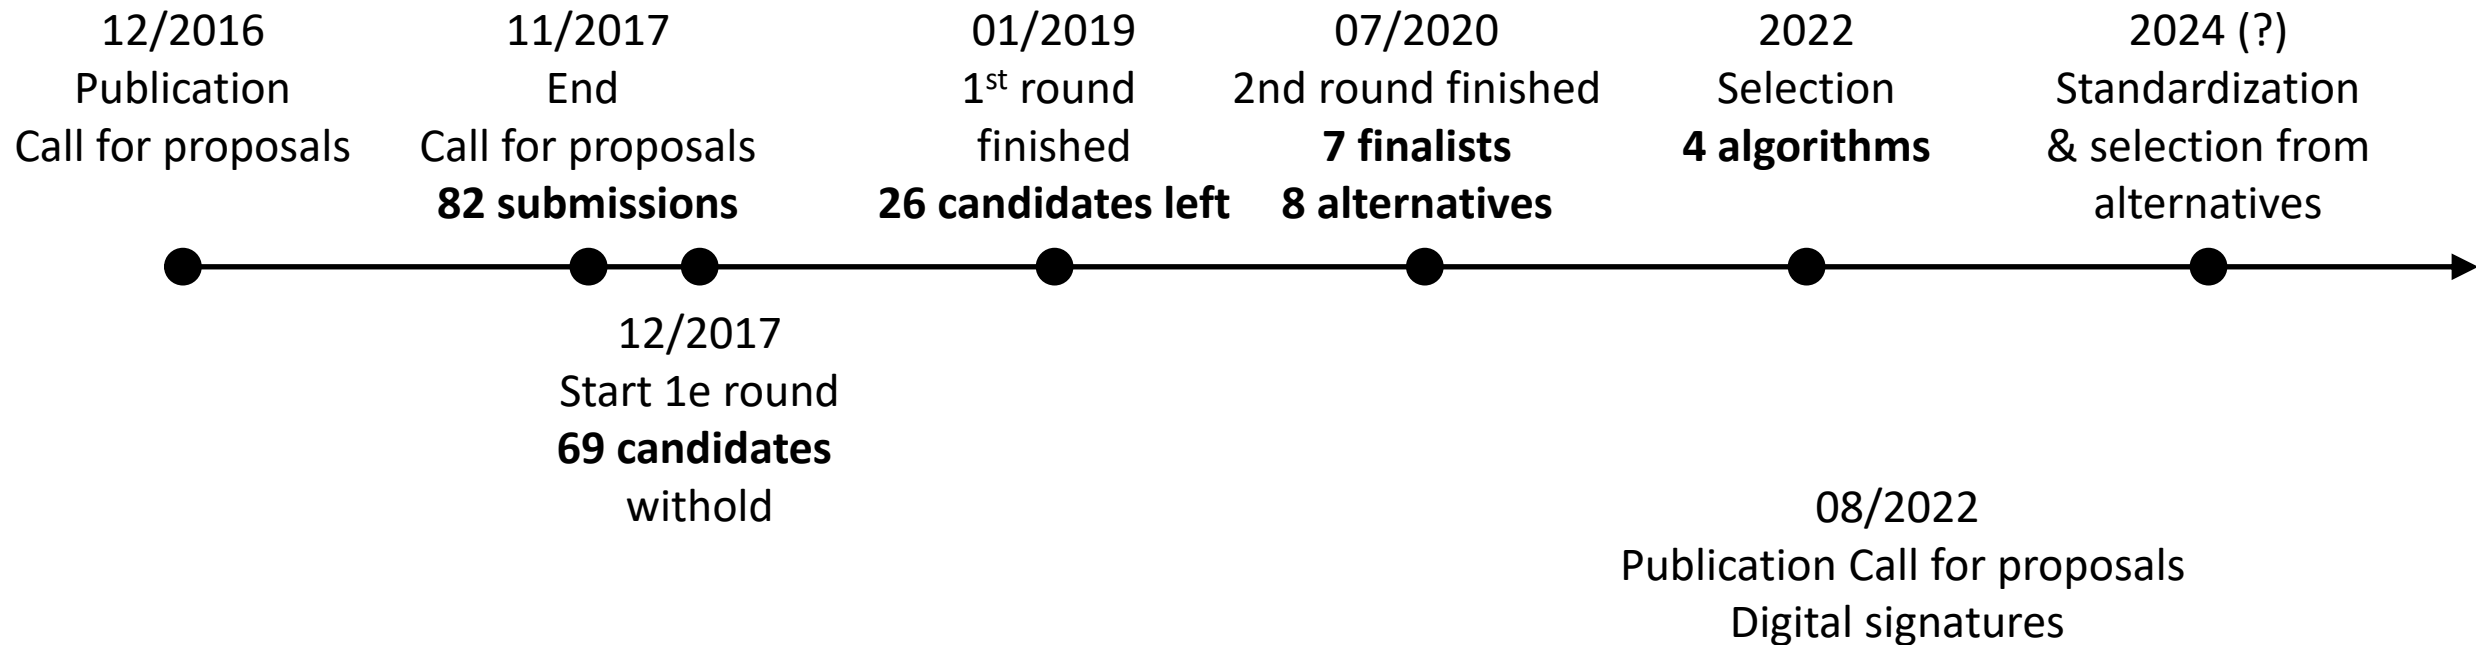 12/2016
Publication
Call for proposals
11/2017
End
Call for proposals
82 submissions
01/2019
1st round
finished
26 candidates left
07/2020
2nd round finished
7 finalists
8 alternatives
2022
Selection
4 algorithms
2024 (?)
Standardization
& selection from
alternatives
12/2017
Start 1e round
69 candidates
withold
08/2022
Publication Call for proposals
Digital signatures